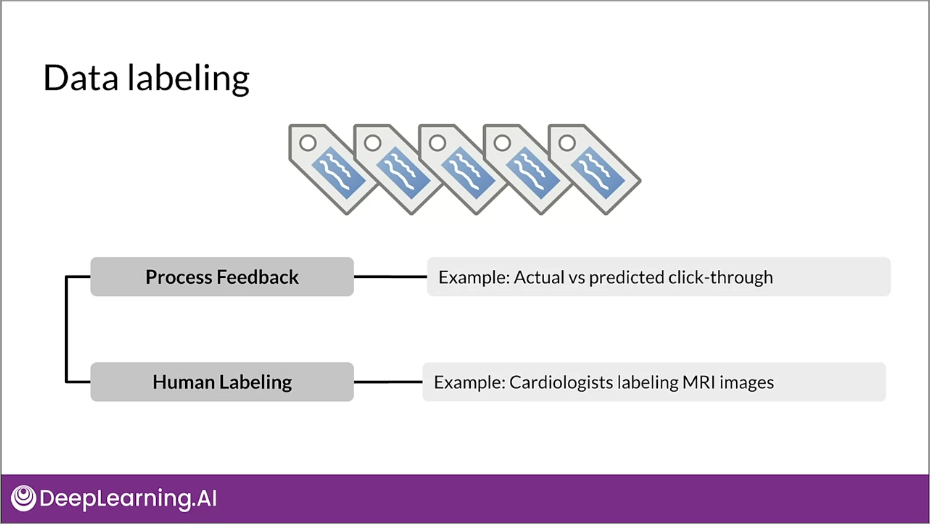 Data labeling
Process Feedback
Example: Actual vs predicted click-through
Human Labeling
Example: Cardiologists labeling MRI images
DeepLearning.AI